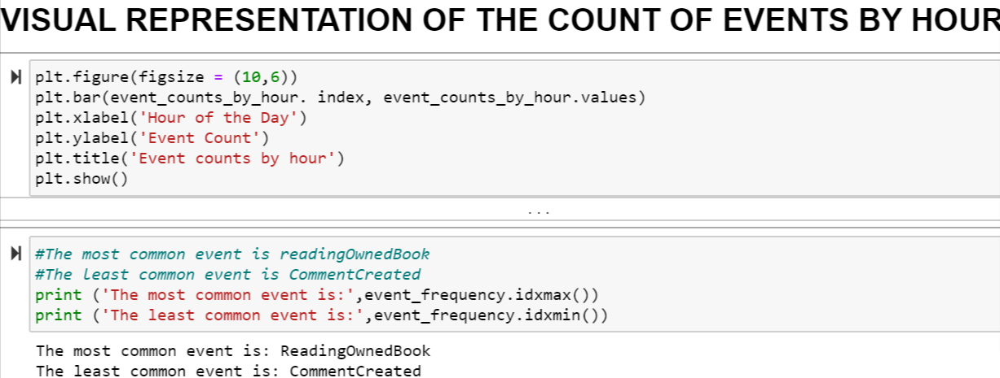 VISUAL REPRESENTATION OF THE COUNT OF EVENTS BY HOUR
plt.figure(figsize = (10,6))
plt.bar(event_counts_by_hour. index, event_counts_by_hour.values)
plt.xlabel('Hour of the Day')
plt.ylabel('Event Count')
plt.title('Event counts by hour')
plt.show()
...
#The most common event is readingOwnedBook
#The least common event is CommentCreated
print ('The most common event is:',event_frequency.idxmax())
print ('The least common event is:',event_frequency.idxmin())
The most common event is: ReadingOwnedBook
The least common event is: CommentCreated